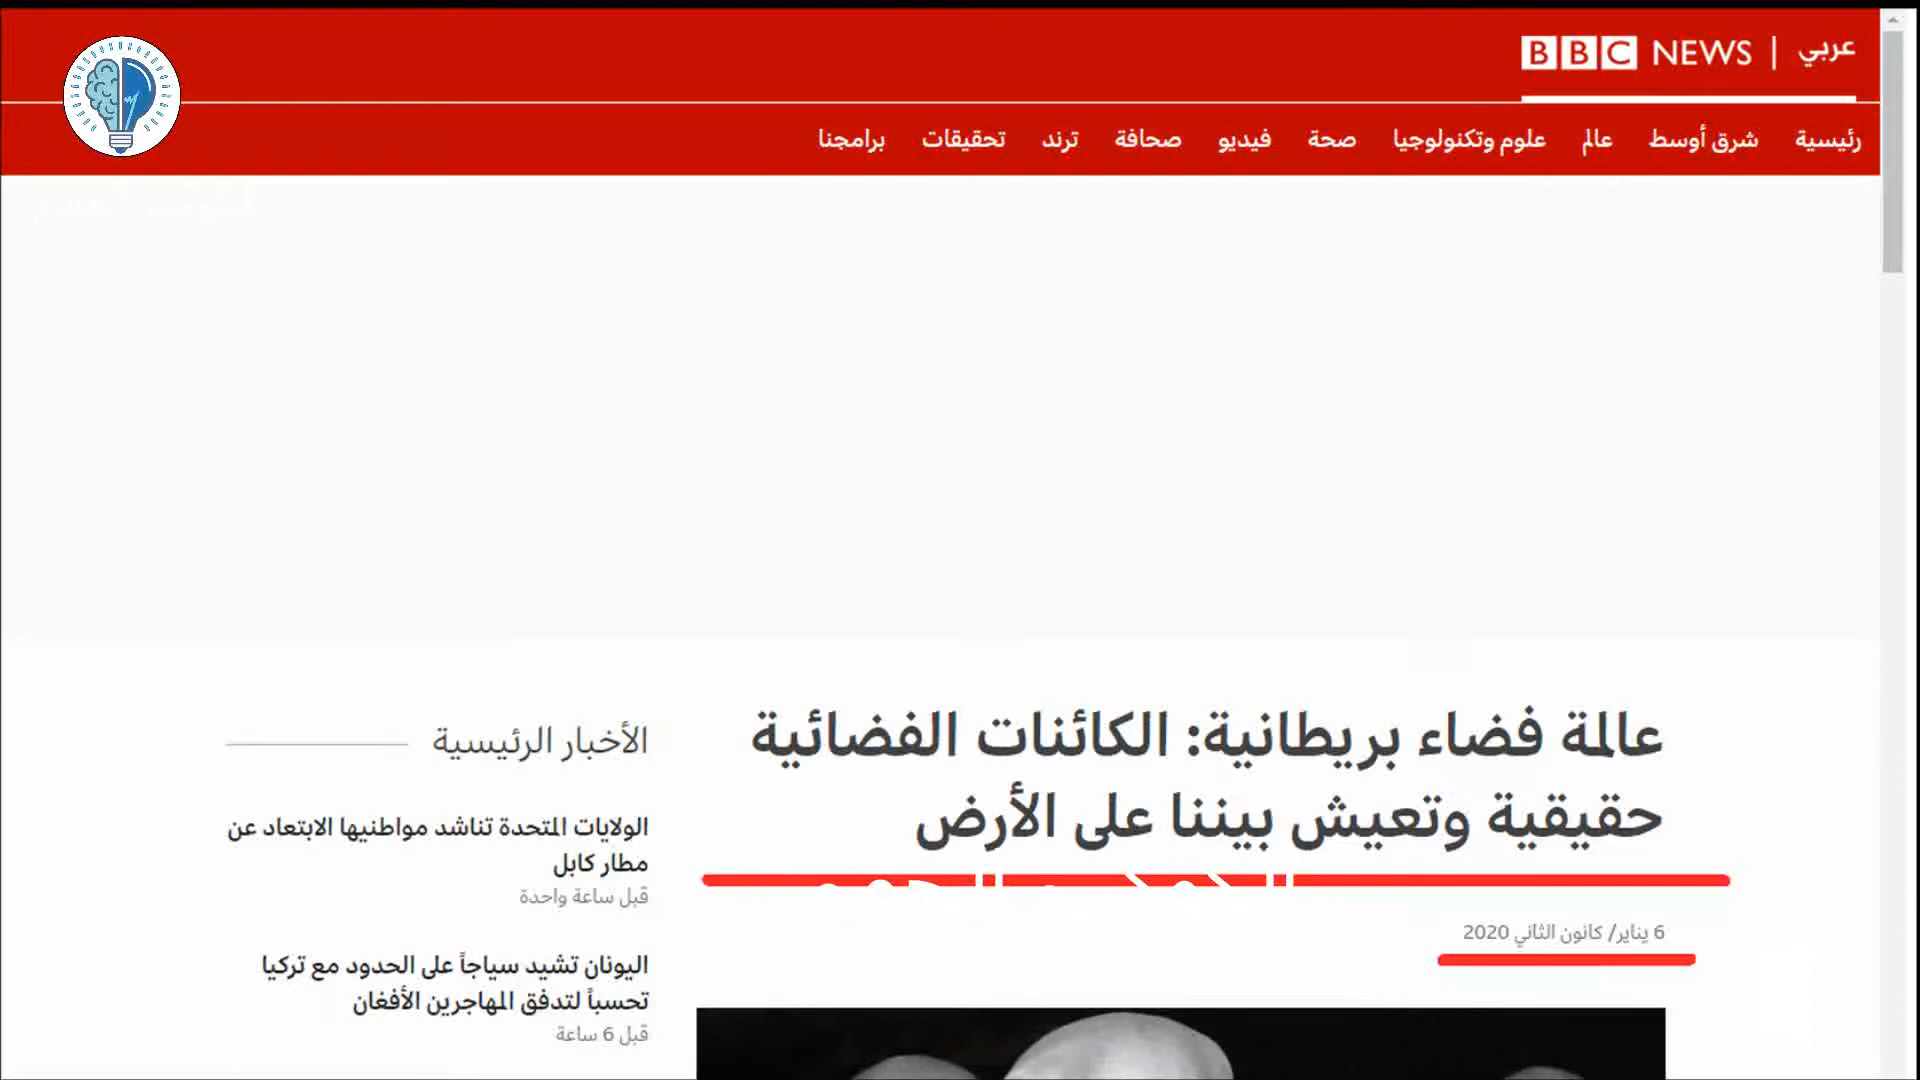 BBC NEWS | عربي
رئيسية شرق أوسط عالم علوم وتكنولوجيا صحة فيديو صحافة ترند تحقيقات برامجنا
عالمة فضاء بريطانية: الكائنات الفضائية
حقيقية وتعيش بيننا على الأرض
6 يناير/ كانون الثاني 2020
الأخبار الرئيسية
الولايات المتحدة تناشد مواطنيها الابتعاد عن
مطار كابل
قبل ساعة واحدة
اليونان تشيد سياجاً على الحدود مع تركيا
تحسباً لتدفق المهاجرين الأفغان
قبل 6 ساعة